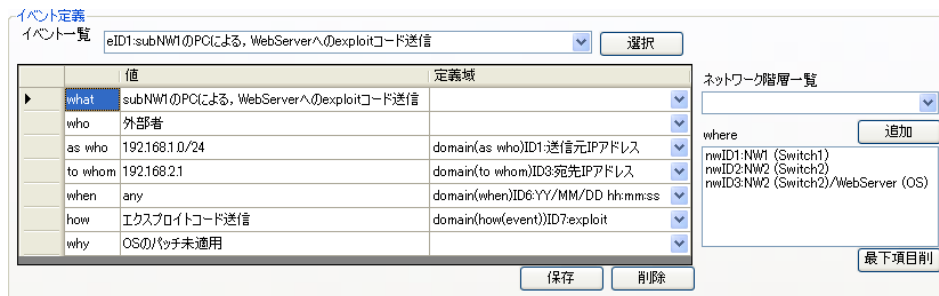 イベント定義
イベント一覧 eID1:subNW1のPCによる，WebServerへのexploitコード送信 選択
値 定義域
what subNW1のPCによる，WebServerへのexploitコード送信
who 外部者
as who 192.168.1.0/24 domain(as who)ID1:送信元IPアドレス
to whom 192.168.2.1 domain(to whom)ID3:宛先IPアドレス
when any domain(when)ID6:YY/MM/DD hh:mm:ss
how エクスプロイトコード送信 domain(how(event))ID7:exploit
why OSのパッチ未適用
保存 削除
ネットワーク階層一覧
追加
where
nwID1:NW1 (Switch1)
nwID2:NW2 (Switch2)
nwID3:NW2 (Switch2)/WebServer (OS)
最下項目削